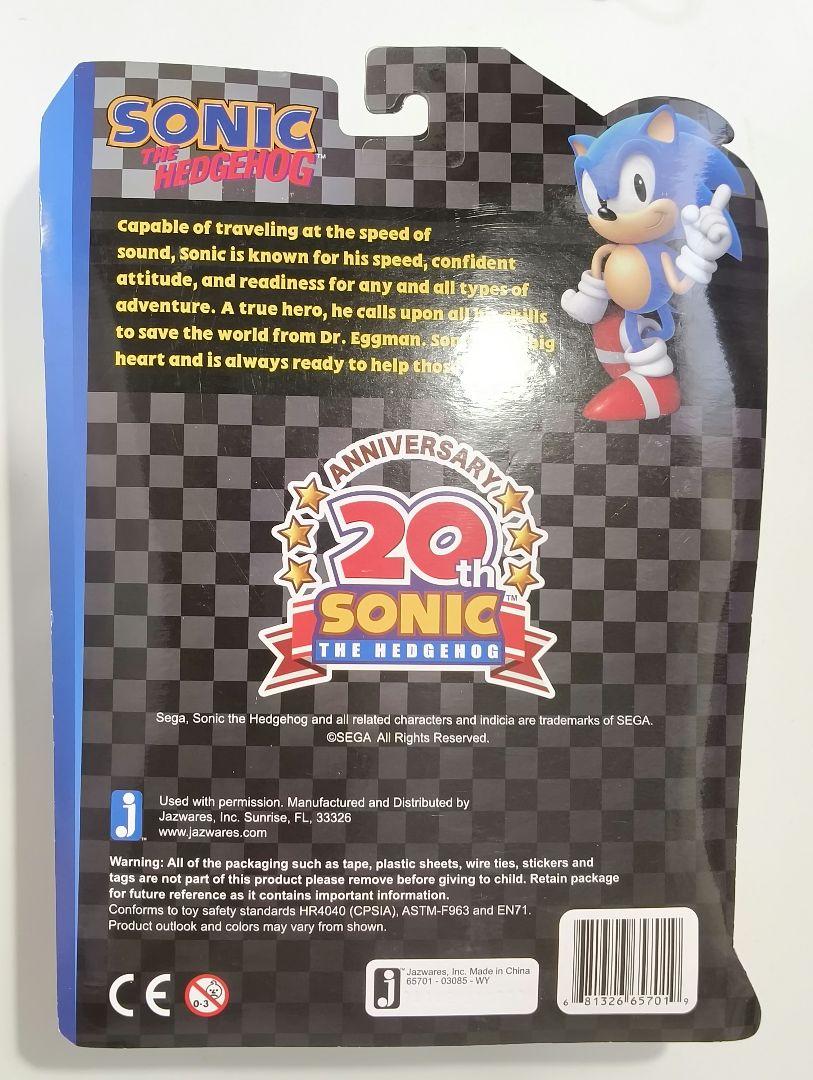 SONIC
THE
HEDGEHOG™
Capable of traveling at the speed of
sound, Sonic is known for his speed, confident
attitude, and readiness for any and all types of
adventure. A true hero, he calls upon all skills
to save the world from Dr. Eggman. big
heart and is always ready to help
ANNIVERSARY
20th
SONIC™
THE HEDGEHOG
Sega, Sonic the Hedgehog and all related characters and indicia are trademarks of SEGA.
©SEGA All Rights Reserved.
j™
Used with permission. Manufactured and Distributed by
Jazwares, Inc. Sunrise, FL, 33326
www.jazwares.com
Warning: All of the packaging such as tape, plastic sheets, wire ties, stickers and
tags are not part of this product please remove before giving to child. Retain package
for future reference as it contains important information.
Conforms to toy safety standards HR4040 (CPSIA), ASTM-F963 and EN71.
Product outlook and colors may vary from shown.
CE
0-3
j™
Jazwares, Inc. Made in China
65701 - 03085 - WY
6 81326 65701 9